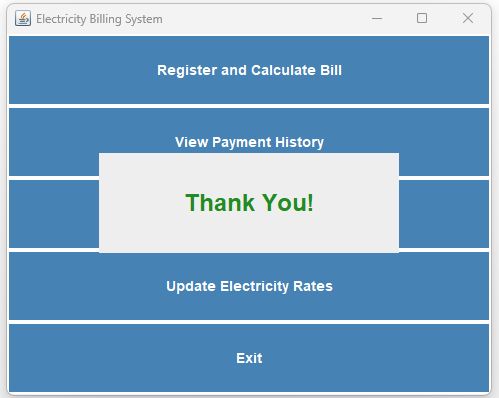 Electricity Billing System
Register and Calculate Bill
View Payment History
Thank You!
Update Electricity Rates
Exit